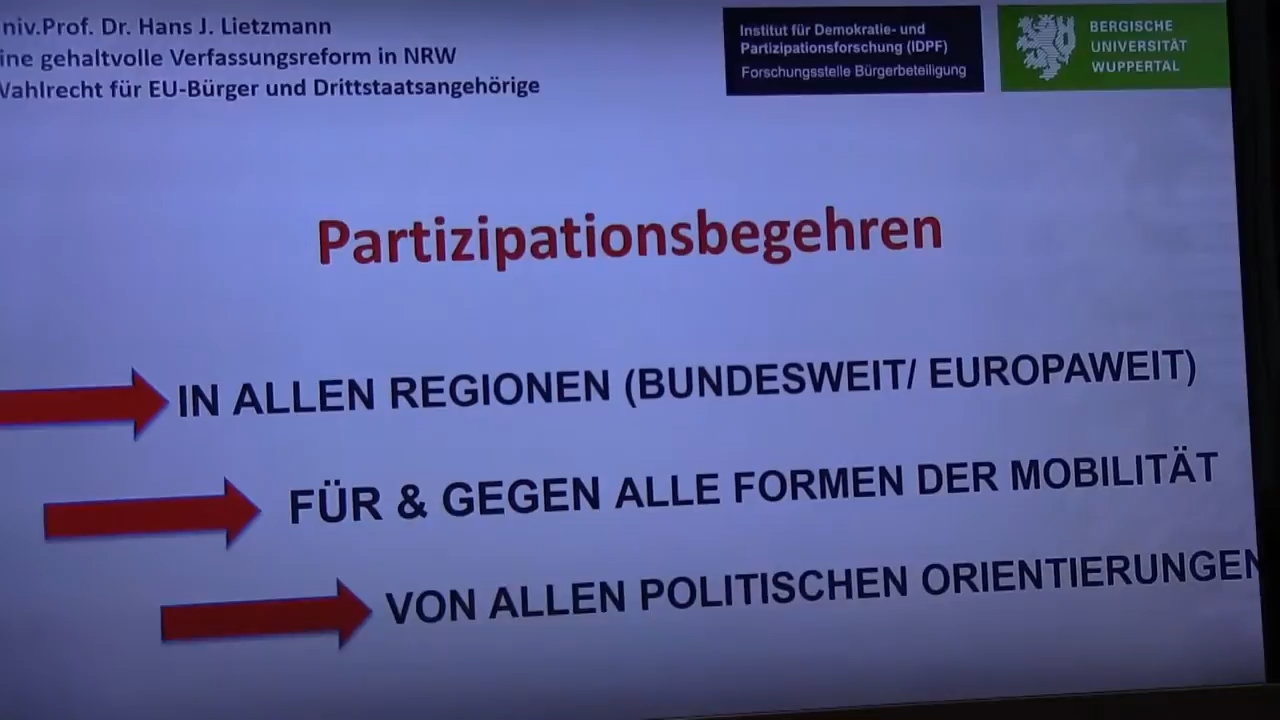 niv.Prof. Dr. Hans J. Lietzmann
ine gehaltvolle Verfassungsreform in NRW
Wahlrecht für EU-Bürger und Drittstaatsangehörige
Institut für Demokratie- und
Partizipationsforschung (IDPF)
Forschungsstelle Bürgerbeteiligung
BERGISCHE
UNIVERSITÄT
WUPPERTAL
Partizipationsbegehren
IN ALLEN REGIONEN (BUNDESWEIT/ EUROPAWEIT)
FÜR & GEGEN ALLE FORMEN DER MOBILITÄT
VON ALLEN POLITISCHEN ORIENTIERUNGEN